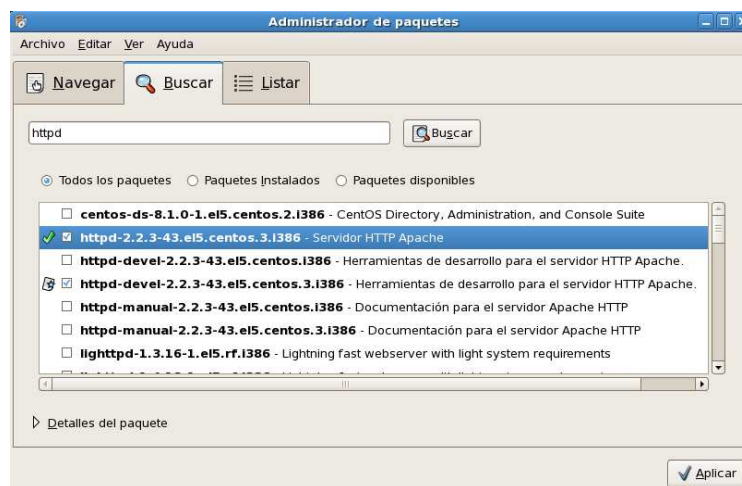 Administrador de paquetes
Archivo Editar Ver Ayuda
Navegar Buscar Listar
httpd Buscar
Todos los paquetes Paquetes Instalados Paquetes disponibles
centos-ds-8.1.0-1.el5.centos.2.i386 - CentOS Directory, Administration, and Console Suite
httpd-2.2.3-43.el5.centos.3.i386 - Servidor HTTP Apache
httpd-devel-2.2.3-43.el5.centos.i386 - Herramientas de desarrollo para el servidor HTTP Apache.
httpd-devel-2.2.3-43.el5.centos.3.i386 - Herramientas de desarrollo para el servidor HTTP Apache.
httpd-manual-2.2.3-43.el5.centos.i386 - Documentación para el servidor Apache HTTP
httpd-manual-2.2.3-43.el5.centos.3.i386 - Documentación para el servidor Apache HTTP
lighttpd-1.3.16-1.el5.rf.i386 - Lightning fast webserver with light system requirements
Detalles del paquete
Aplicar